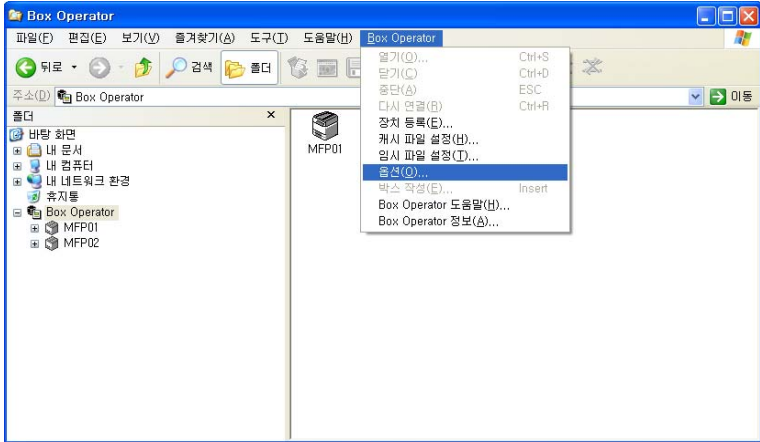 Box Operator
파일(F) 편집(E) 보기(V) 즐겨찾기(A) 도구(T) 도움말(H) Box Operator
뒤로 검색 폴더
주소(D) Box Operator 이동
폴더 ×
바탕 화면
내 문서
내 컴퓨터
내 네트워크 환경
휴지통
Box Operator
MFP01
MFP02
MFP01
열기(O)... Ctrl+S
닫기(C) Ctrl+D
중단(A) ESC
다시 연결(R) Ctrl+R
장치 등록(E)...
캐시 파일 설정(H)...
임시 파일 설정(T)...
옵션(O)...
박스 작성(E)... Insert
Box Operator 도움말(H)...
Box Operator 정보(A)...